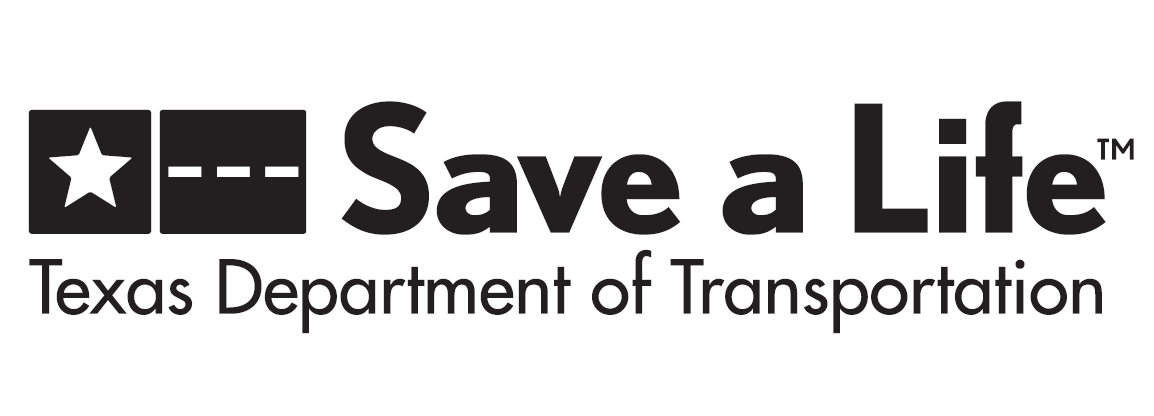 Save a Life™
Texas Department of Transportation